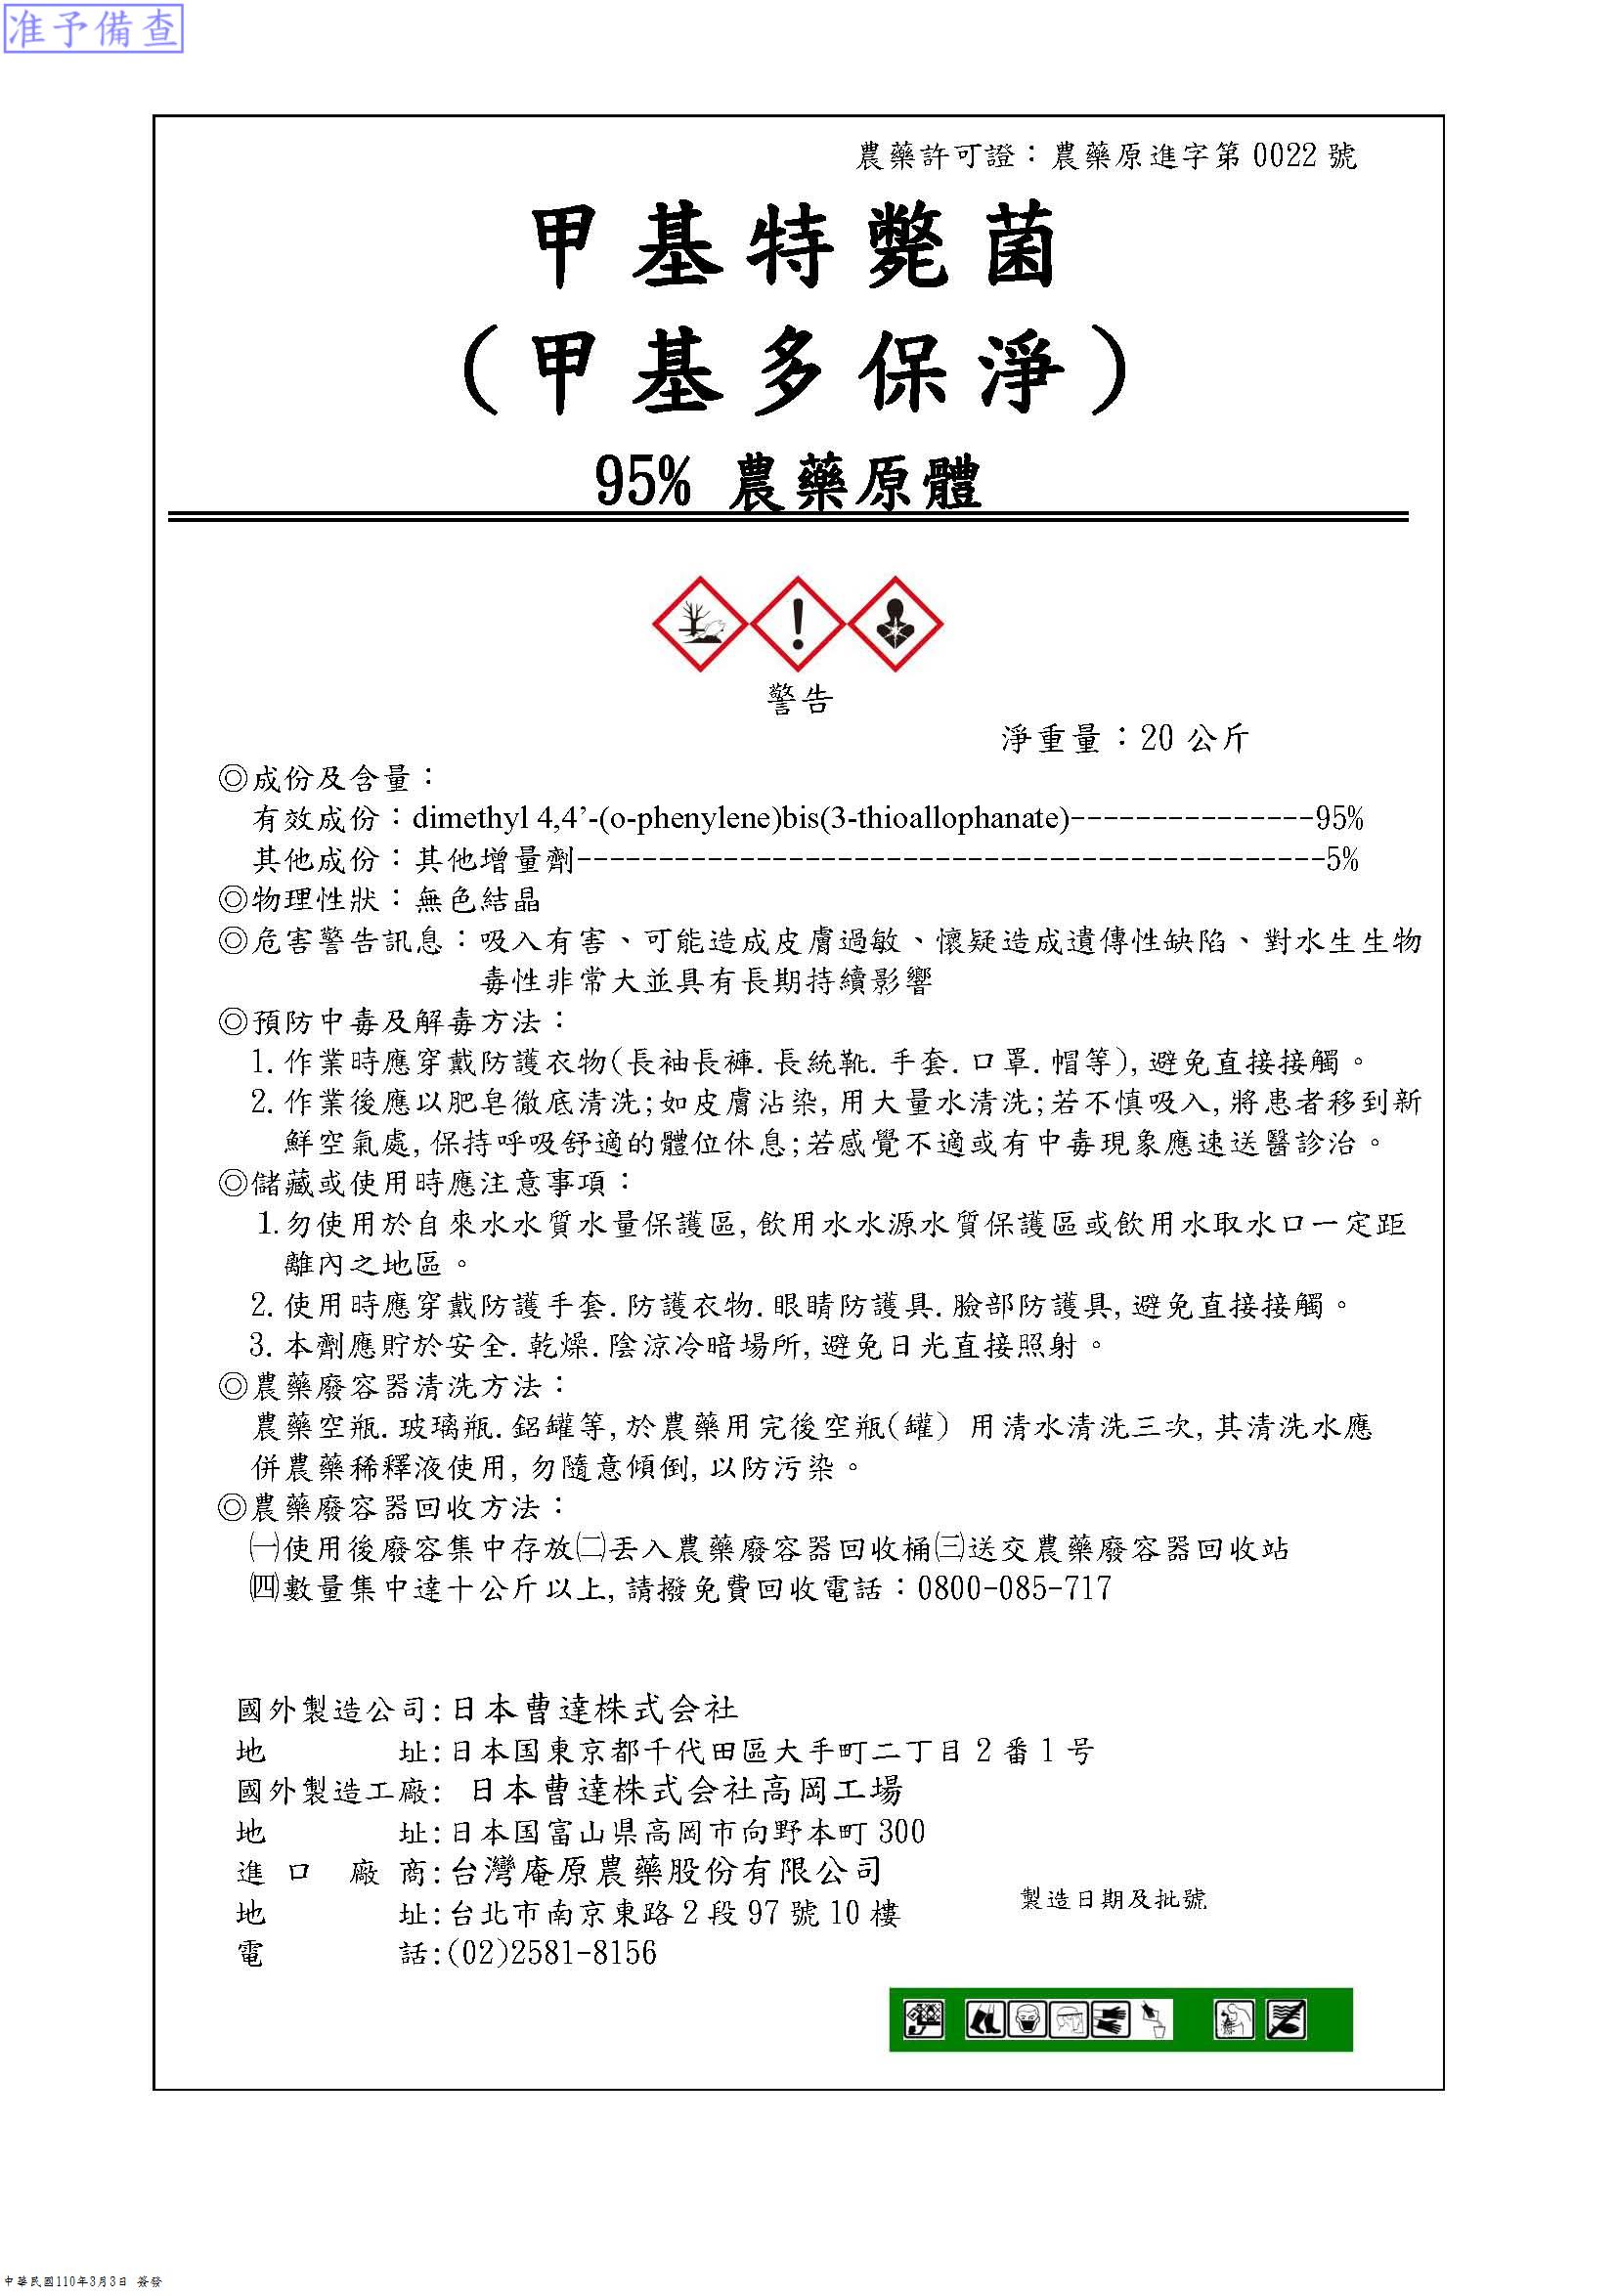 准予備查
農藥許可證：農藥原進字第 0022 號
甲基特斃菌
（甲基多保淨）
95% 農藥原體
警告
淨重量：20 公斤
◎成份及含量：
有效成份：dimethyl 4,4’-(o-phenylene)bis(3-thioallophanate)---------------95%
其他成份：其他增量劑----------------------------------------------5%
◎物理性狀：無色結晶
◎危害警告訊息：吸入有害、可能造成皮膚過敏、懷疑造成遺傳性缺陷、對水生生物
毒性非常大並具有長期持續影響
◎預防中毒及解毒方法：
1.作業時應穿戴防護衣物(長袖長褲.長統靴.手套.口罩.帽等),避免直接接觸。
2.作業後應以肥皂徹底清洗;如皮膚沾染,用大量水清洗;若不慎吸入,將患者移到新
鮮空氣處,保持呼吸舒適的體位休息;若感覺不適或有中毒現象應速送醫診治。
◎儲藏或使用時應注意事項：
1.勿使用於自來水水質水量保護區,飲用水水源水質保護區或飲用水取水口一定距
離內之地區。
2.使用時應穿戴防護手套.防護衣物.眼睛防護具.臉部防護具,避免直接接觸。
3.本劑應貯於安全.乾燥.陰涼冷暗場所,避免日光直接照射。
◎農藥廢容器清洗方法：
農藥空瓶.玻璃瓶.鋁罐等,於農藥用完後空瓶(罐) 用清水清洗三次,其清洗水應
併農藥稀釋液使用,勿隨意傾倒,以防污染。
◎農藥廢容器回收方法：
㈠使用後廢容集中存放㈡丟入農藥廢容器回收桶㈢送交農藥廢容器回收站
㈣數量集中達十公斤以上,請撥免費回收電話：0800-085-717
國外製造公司:日本曹達株式会社
地 址:日本国東京都千代田區大手町二丁目 2 番 1 号
國外製造工廠: 日本曹達株式会社高岡工場
地 址:日本国富山県高岡市向野本町 300
進 口 廠 商:台灣庵原農藥股份有限公司
地 址:台北市南京東路 2 段 97 號 10 樓
製造日期及批號
電 話:(02)2581-8156
中華民國110年3月3日 簽發